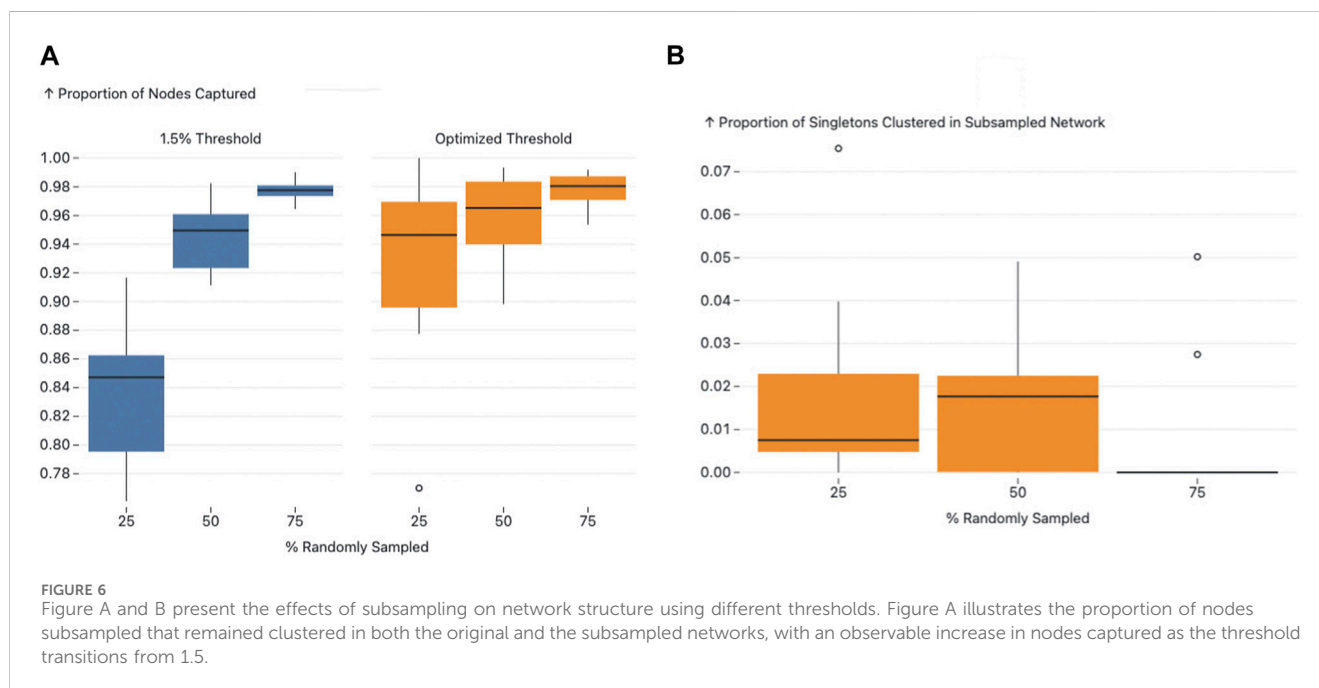 A
↑ Proportion of Nodes Captured
1.5% Threshold
Optimized Threshold
1.00
0.98
0.96
0.94
0.92
0.90
0.88
0.86
0.84
0.82
0.80
0.78
25 50 75 25 50 75
% Randomly Sampled
B
↑ Proportion of Singletons Clustered in Subsampled Network
0.07
0.06
0.05
0.04
0.03
0.02
0.01
0.00
25 50 75
% Randomly Sampled
FIGURE 6
Figure A and B present the effects of subsampling on network structure using different thresholds. Figure A illustrates the proportion of nodes
subsampled that remained clustered in both the original and the subsampled networks, with an observable increase in nodes captured as the threshold
transitions from 1.5.